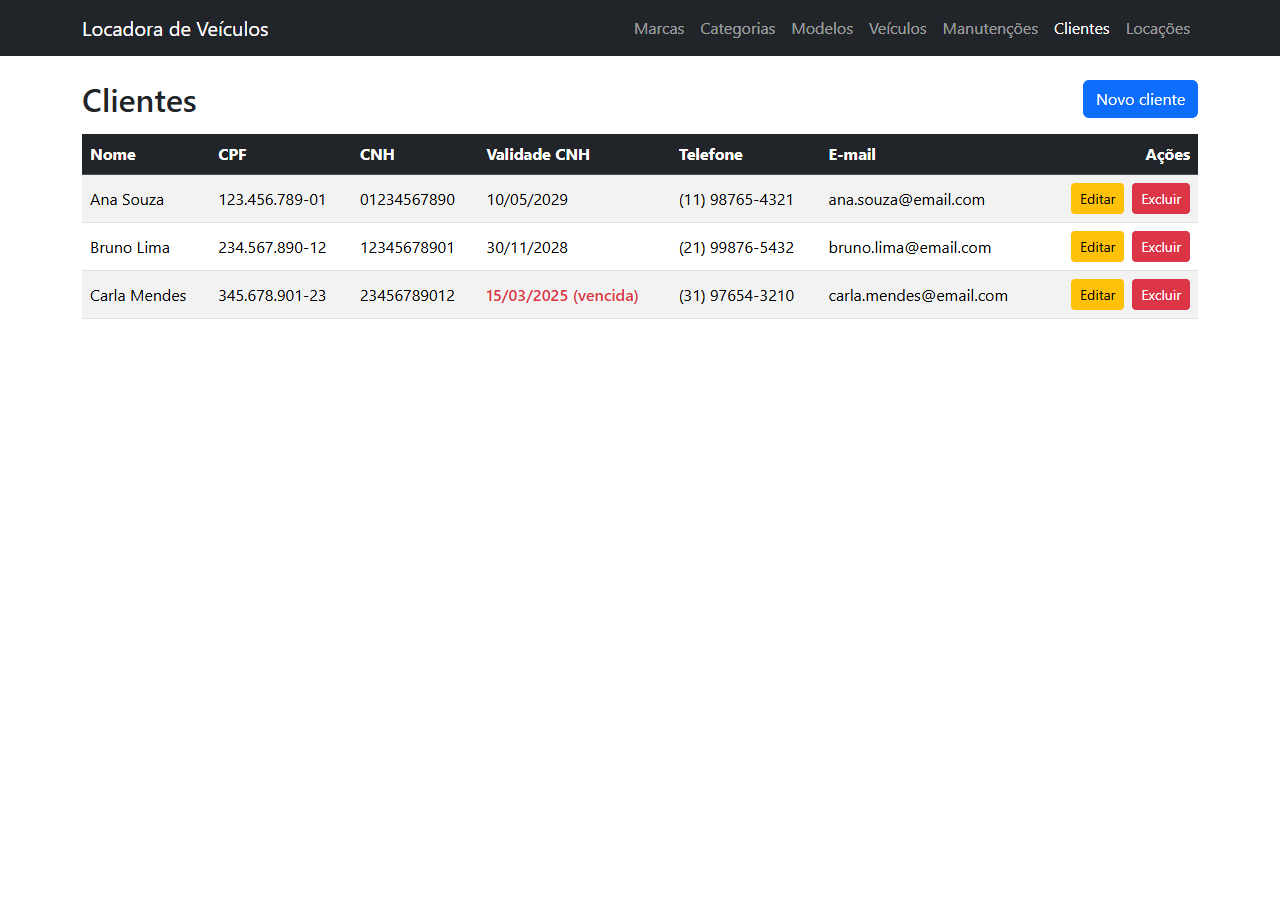 Locadora de Veículos Marcas Categorias Modelos Veículos Manutenções Clientes Locações
Clientes Novo cliente
Nome CPF CNH Validade CNH Telefone E-mail Ações
Ana Souza 123.456.789-01 01234567890 10/05/2029 (11) 98765-4321 ana.souza@email.com Editar Excluir
Bruno Lima 234.567.890-12 12345678901 30/11/2028 (21) 99876-5432 bruno.lima@email.com Editar Excluir
Carla Mendes 345.678.901-23 23456789012 15/03/2025 (vencida) (31) 97654-3210 carla.mendes@email.com Editar Excluir